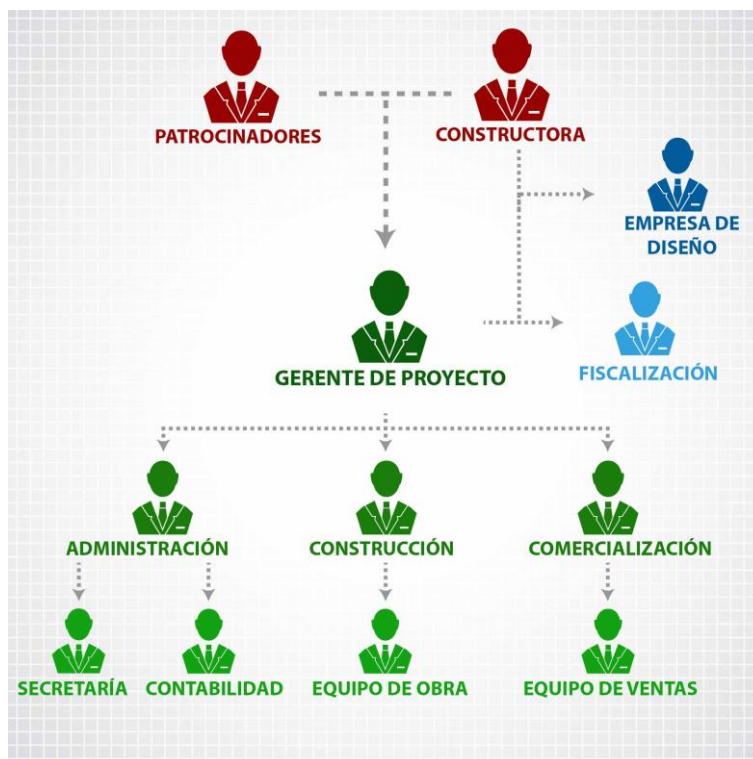 PATROCINADORES
CONSTRUCTORA
EMPRESA DE
DISEÑO
GERENTE DE PROYECTO
FISCALIZACIÓN
ADMINISTRACIÓN
CONSTRUCCIÓN
COMERCIALIZACIÓN
SECRETARÍA
CONTABILIDAD
EQUIPO DE OBRA
EQUIPO DE VENTAS